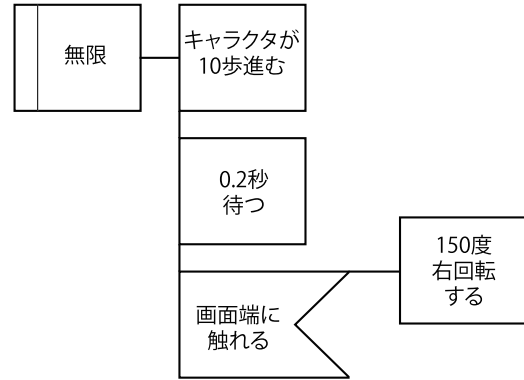 無限
キャラクタが
10歩進む
0.2秒
待つ
150度
右回転
する
画面端に
触れる